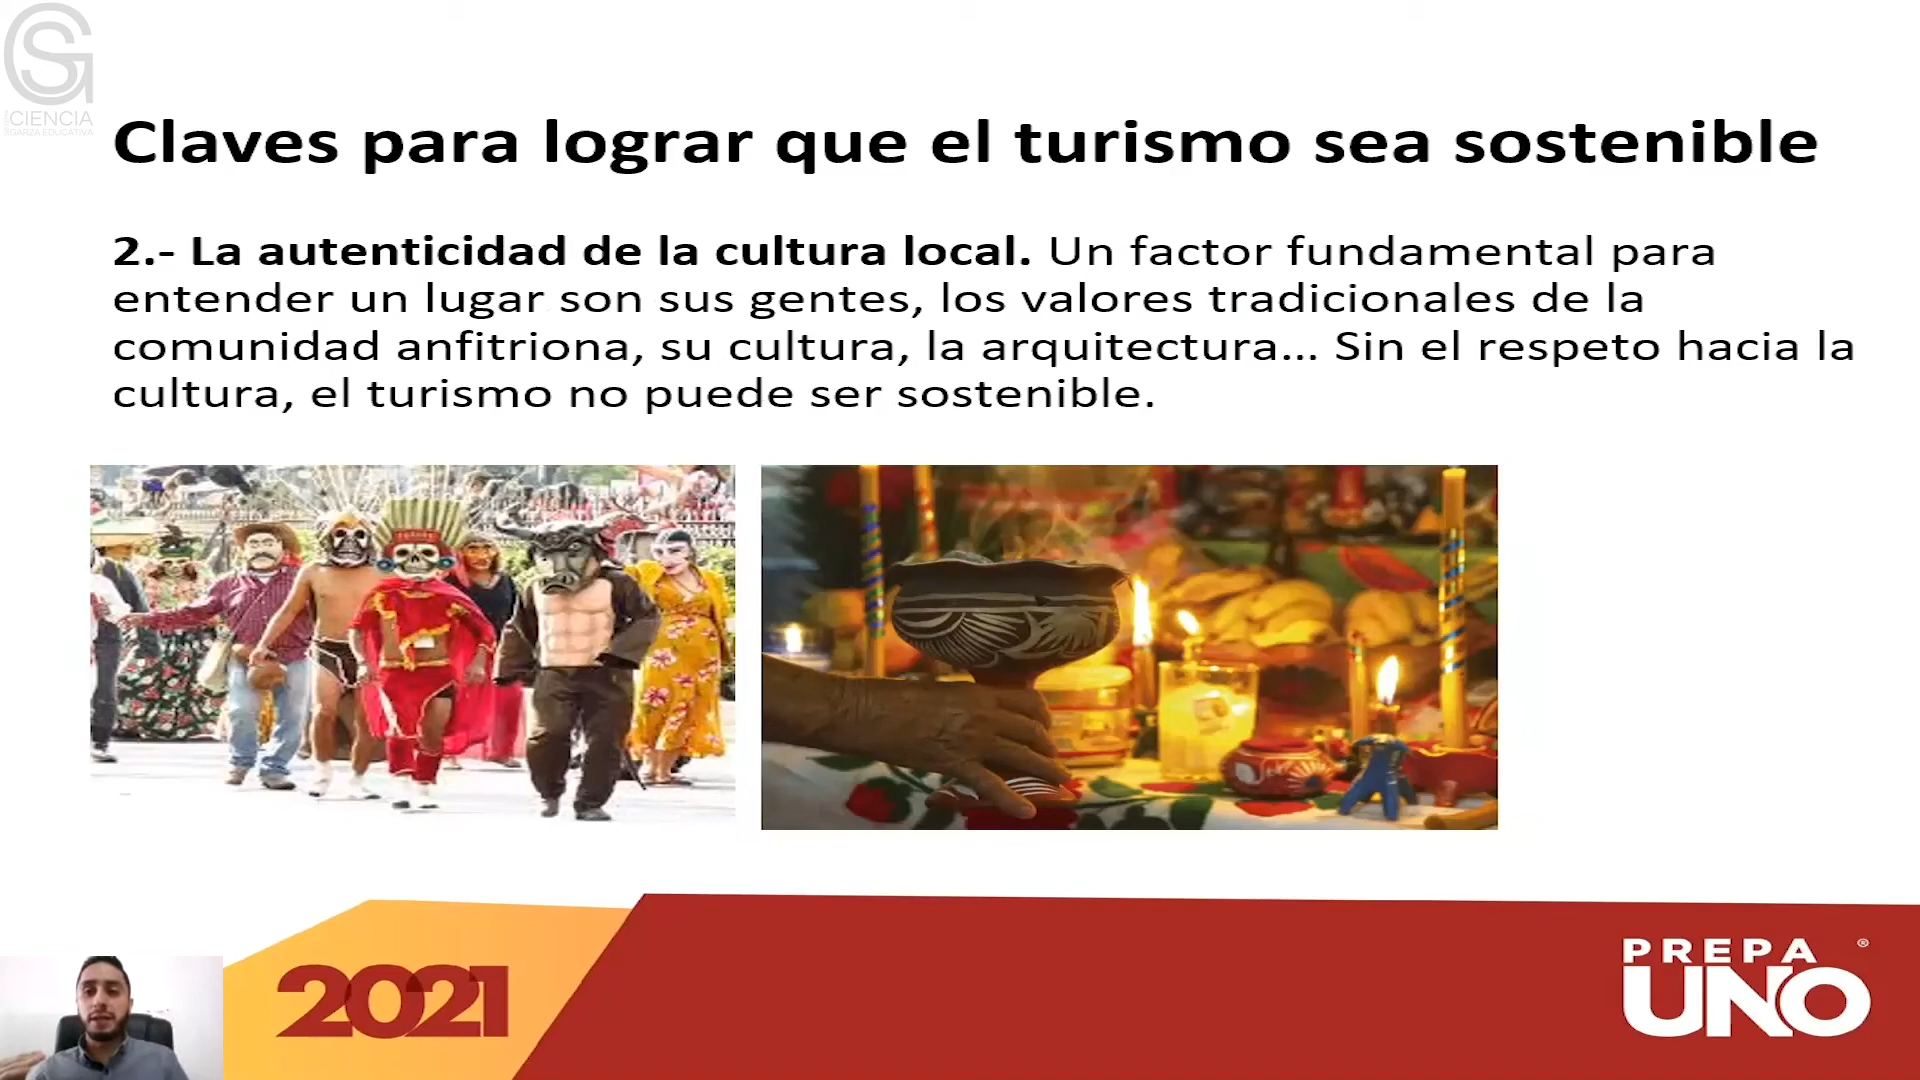 CIENCIA
GARZA EDUCATIVA
Claves para lograr que el turismo sea sostenible
2.- La autenticidad de la cultura local. Un factor fundamental para
entender un lugar son sus gentes, los valores tradicionales de la
comunidad anfitriona, su cultura, la arquitectura... Sin el respeto hacia la
cultura, el turismo no puede ser sostenible.
2021
PREPA ®
UNO